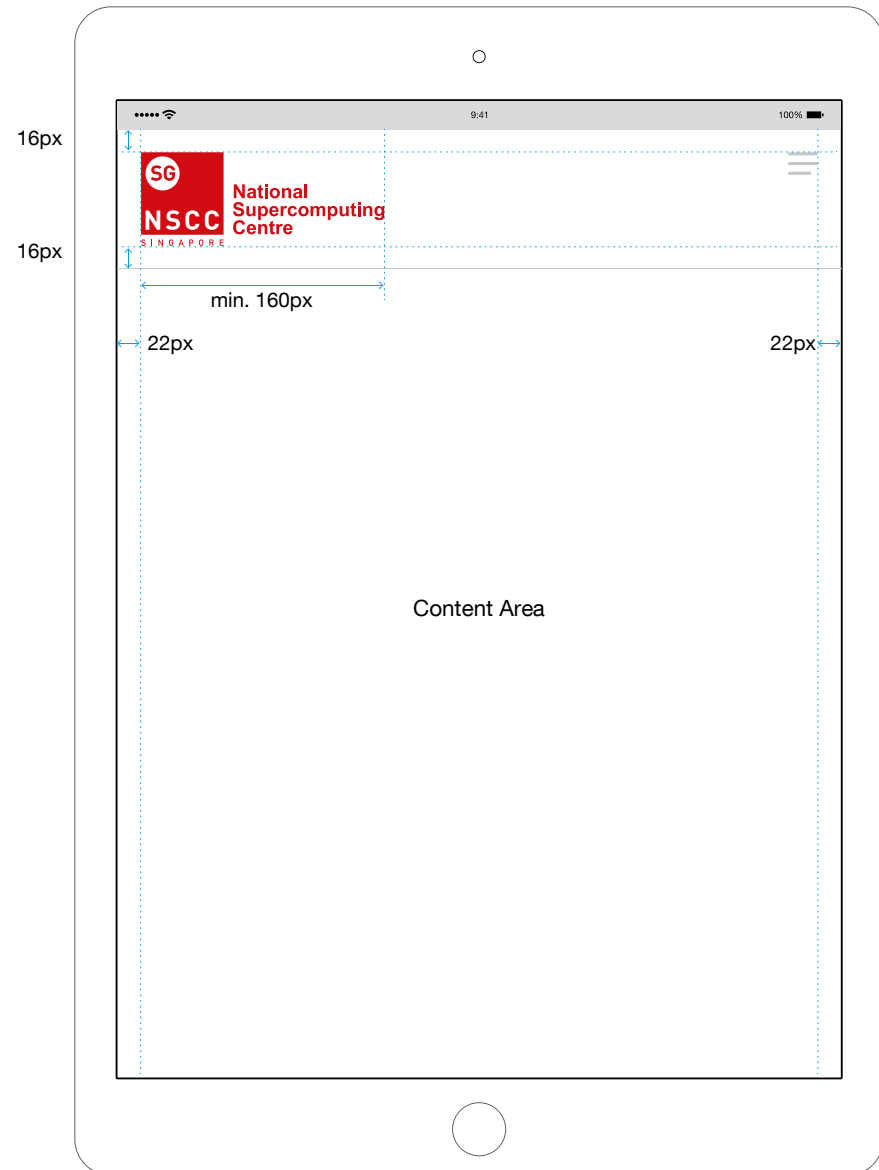 9:41
100%
16px
SG
NSCC
SINGAPORE
National
Supercomputing
Centre
16px
min. 160px
22px
22px
Content Area